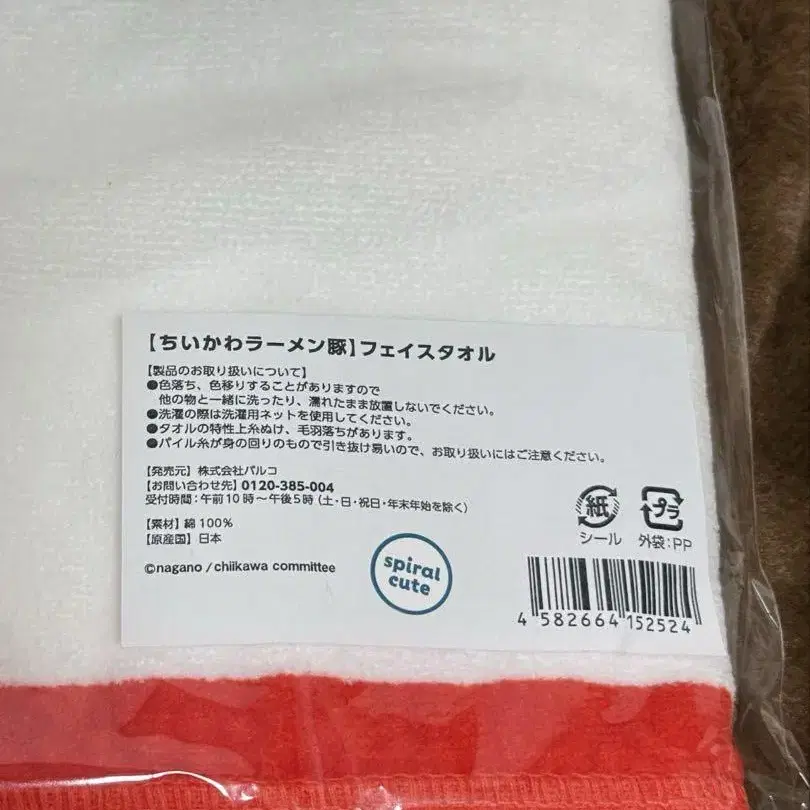 【ちいかわラーメン豚】フェイスタオル
【製品のお取り扱いについて】
●色落ち、色移りすることがありますので
他の物と一緒に洗ったり、濡れたまま放置しないでください。
●洗濯の際は洗濯用ネットを使用してください。
●タオルの特性上糸ぬけ、毛羽落ちがあります。
●パイル糸が身の回りのもので引き抜け易いので、お取り扱いにはご注意ください。
【発売元】株式会社パルコ
【お問い合わせ先】0120-385-004
受付時間:午前10時～午後5時(土・日・祝日・年末年始を除く)
【素材】綿100%
【原産国】日本
©nagano / chiikawa committee
spiral
cute
紙
シール
プラ
外袋:PP
4 582664 152524